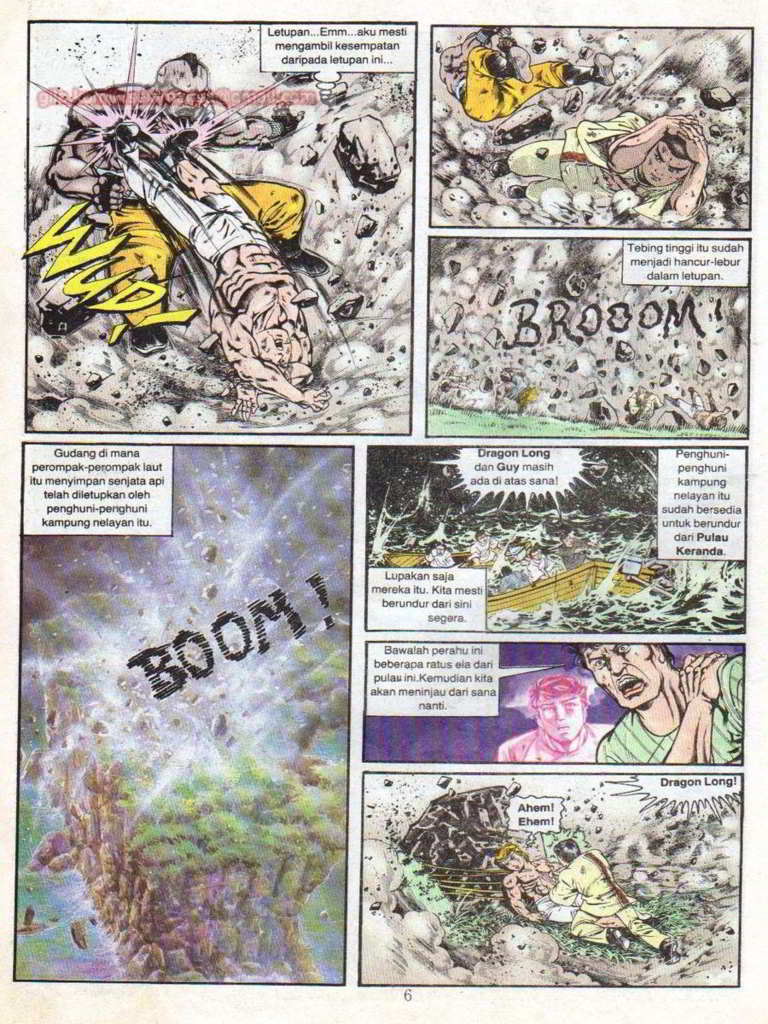 Letupan...Emm...aku mesti
mengambil kesempatan
daripada letupan ini...
WUP!
Tebing tinggi itu sudah
menjadi hancur-lebur
dalam letupan.
BROOOM!
Gudang di mana
perompak-perompak laut
itu menyimpan senjata api
telah diletupkan oleh
penghuni-penghuni
kampung nelayan itu.
BOOM!
Dragon Long
dan Guy masih
ada di atas sana!
Penghuni-
penghuni
kampung
nelayan itu
sudah bersedia
untuk berundur
dari Pulau
Keranda.
Lupakan saja
mereka itu. Kita mesti
berundur dari sini
segera.
Bawalah perahu ini
beberapa ratus ela dari
pulau ini.Kemudian kita
akan meninjau dari sana
nanti.
Dragon Long!
Ahem!
Ehem!
6